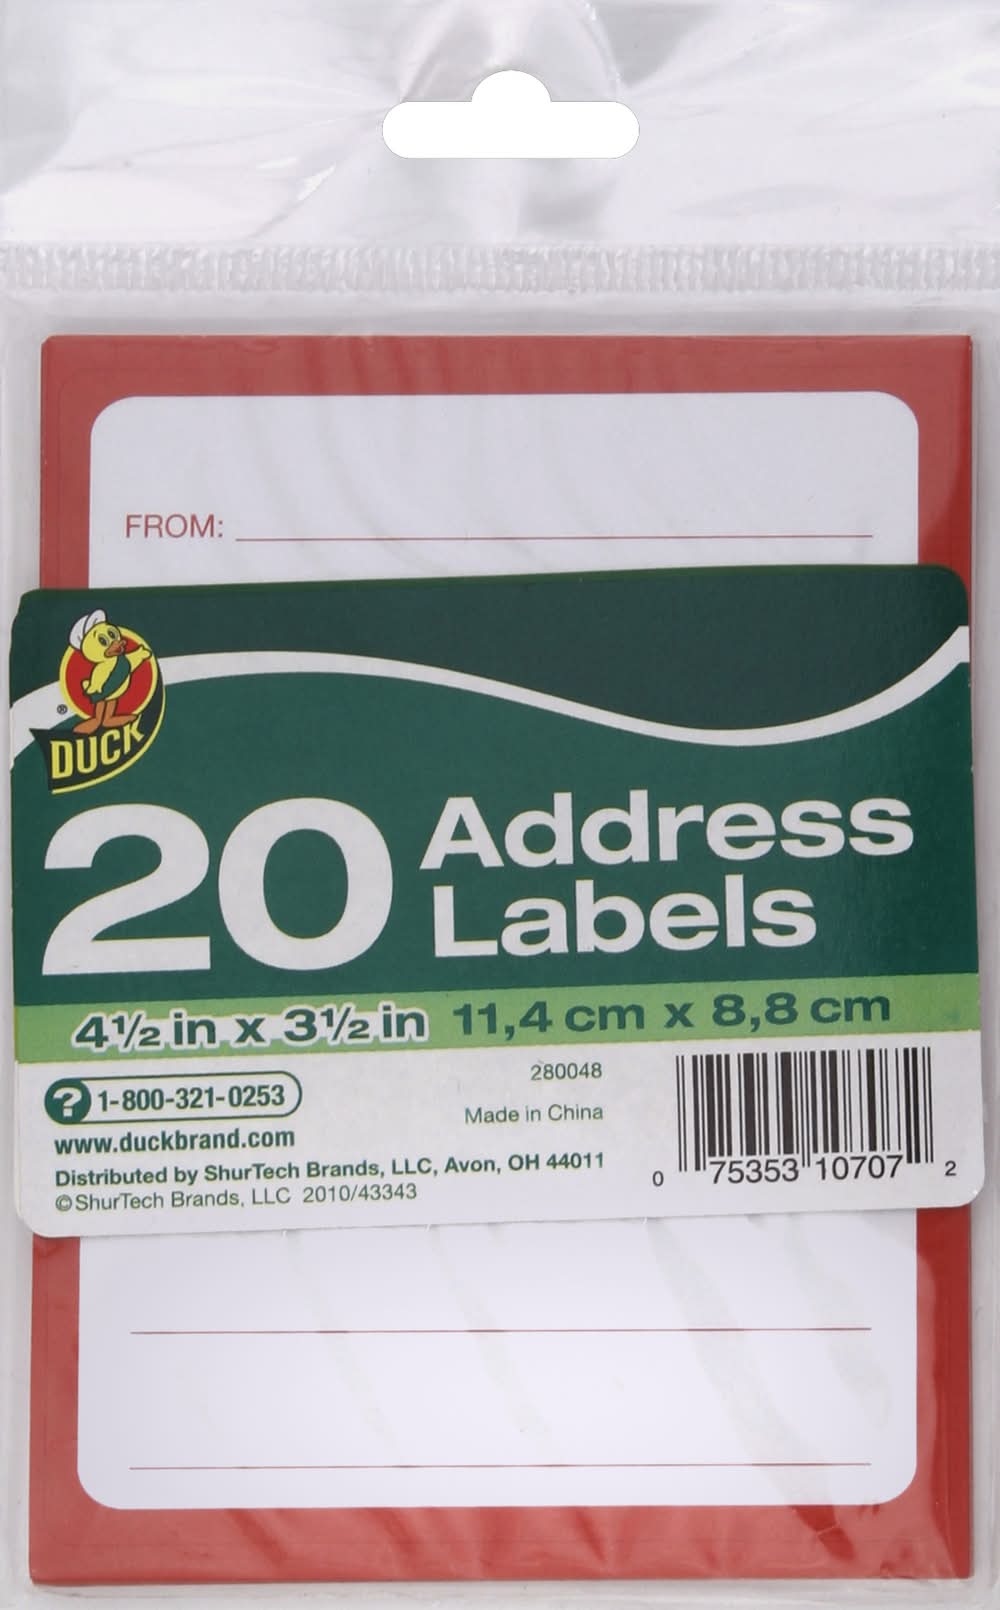 FROM:
®
DUCK
20 Address
Labels
4½ in x 3½ in 11,4 cm x 8,8 cm
? 1-800-321-0253
280048
Made in China
www.duckbrand.com
Distributed by ShurTech Brands, LLC, Avon, OH 44011
©ShurTech Brands, LLC 2010/43343
0 75353 10707 2